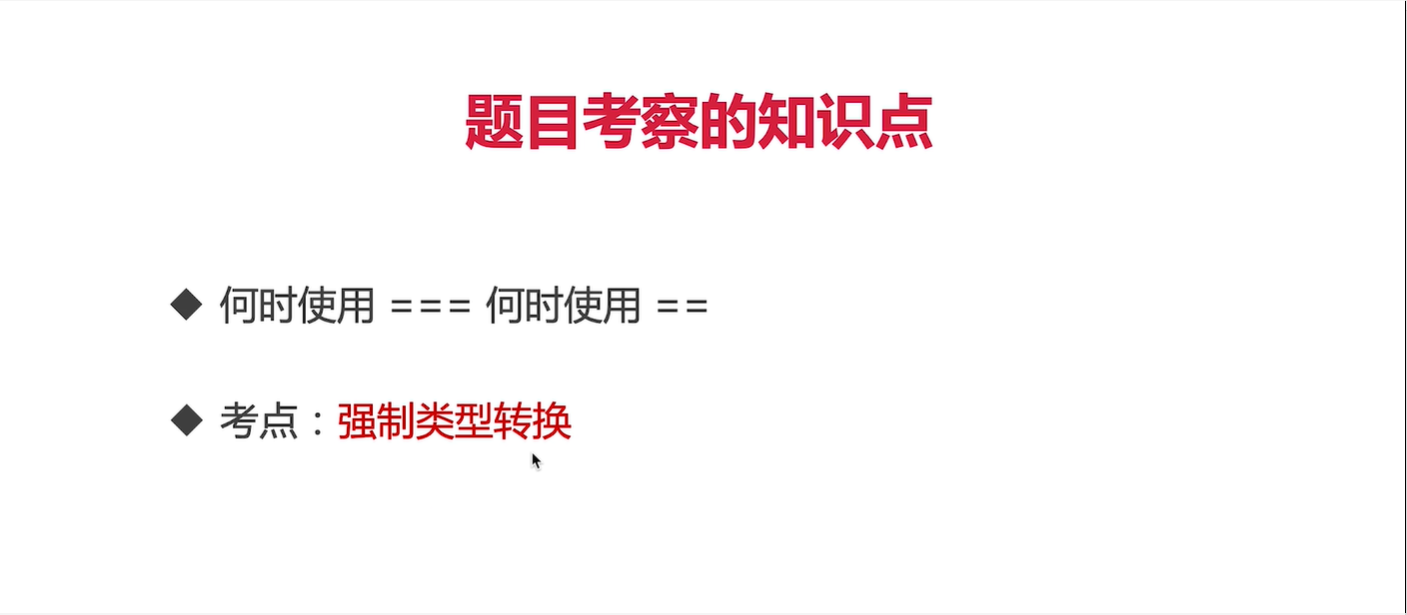 题目考察的知识点
◆ 何时使用 === 何时使用 ==
◆ 考点：强制类型转换